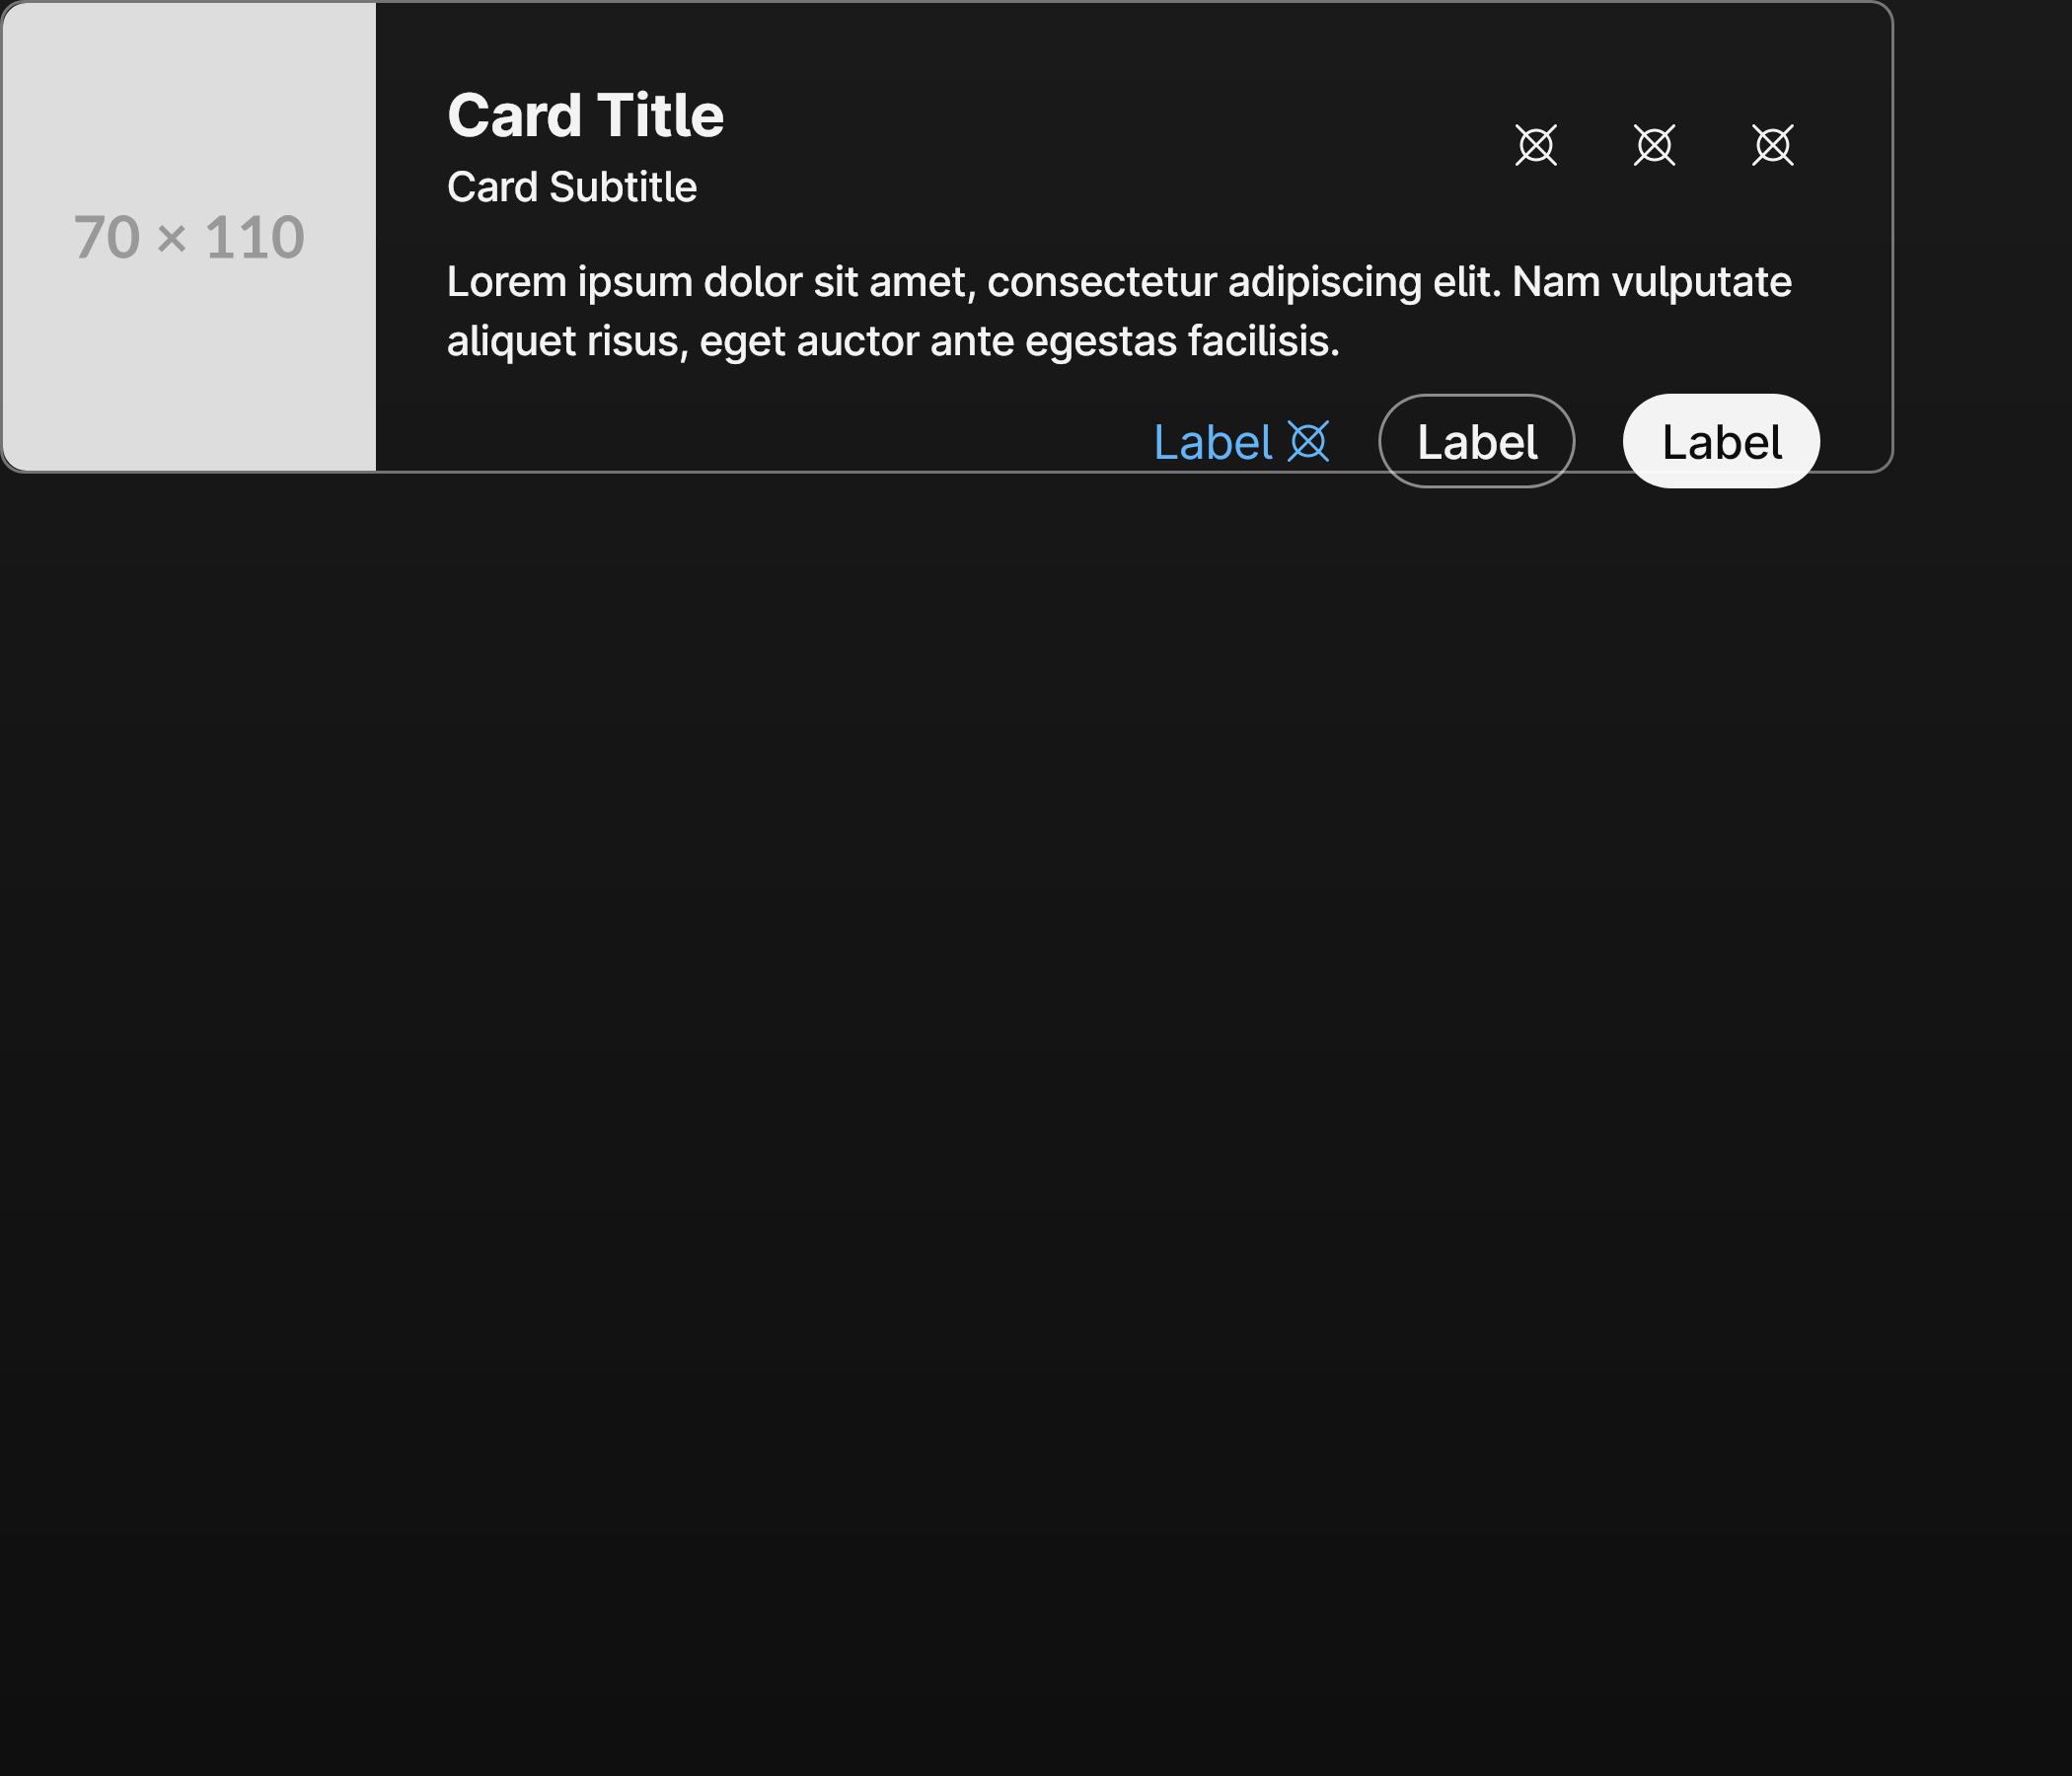 70 × 110
Card Title
Card Subtitle
Lorem ipsum dolor sit amet, consectetur adipiscing elit. Nam vulputate
aliquet risus, eget auctor ante egestas facilisis.
Label Label Label